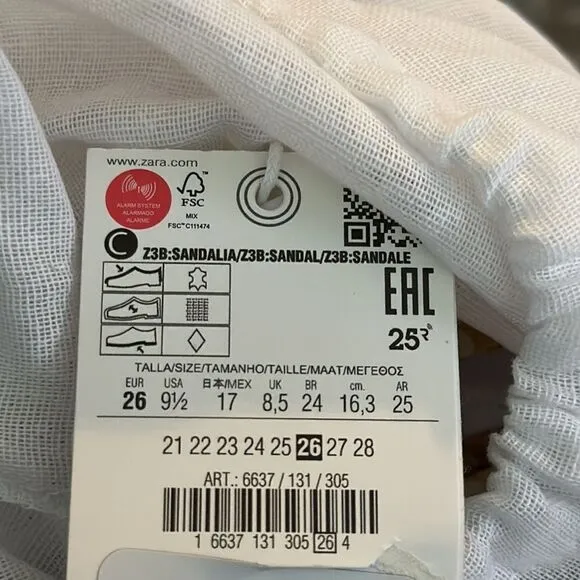 www.zara.com
ALARM SYSTEM
ALARMAGO
ALARME
FSC
MIX
FSC™ C111474
C
Z3B:SANDALIA/Z3B:SANDAL/Z3B:SANDALE
EAC
25
TALLA/SIZE/TAMANHO/TAILLE/MAAT/ΜΕΓΕΘΟΣ
EUR USA 日本/MEX UK BR cm. AR
26 9½ 17 8,5 24 16,3 25
21 22 23 24 25 26 27 28
ART.: 6637 / 131 / 305
1 6637 131 305 26 4